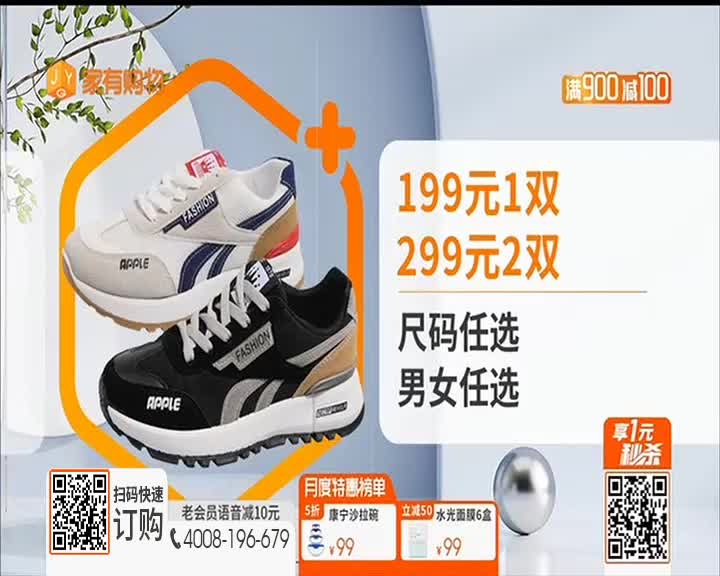 JYG 家有购物
满900减100
199元1双
299元2双
尺码任选
男女任选
FASHION
APPLE
FASHION
APPLE
享1元
秒杀
扫码快速
订购
老会员语音减10元
4008-196-679
月度特惠榜单
5折 康宁沙拉碗
¥99
立减50 水光面膜6盒
¥99